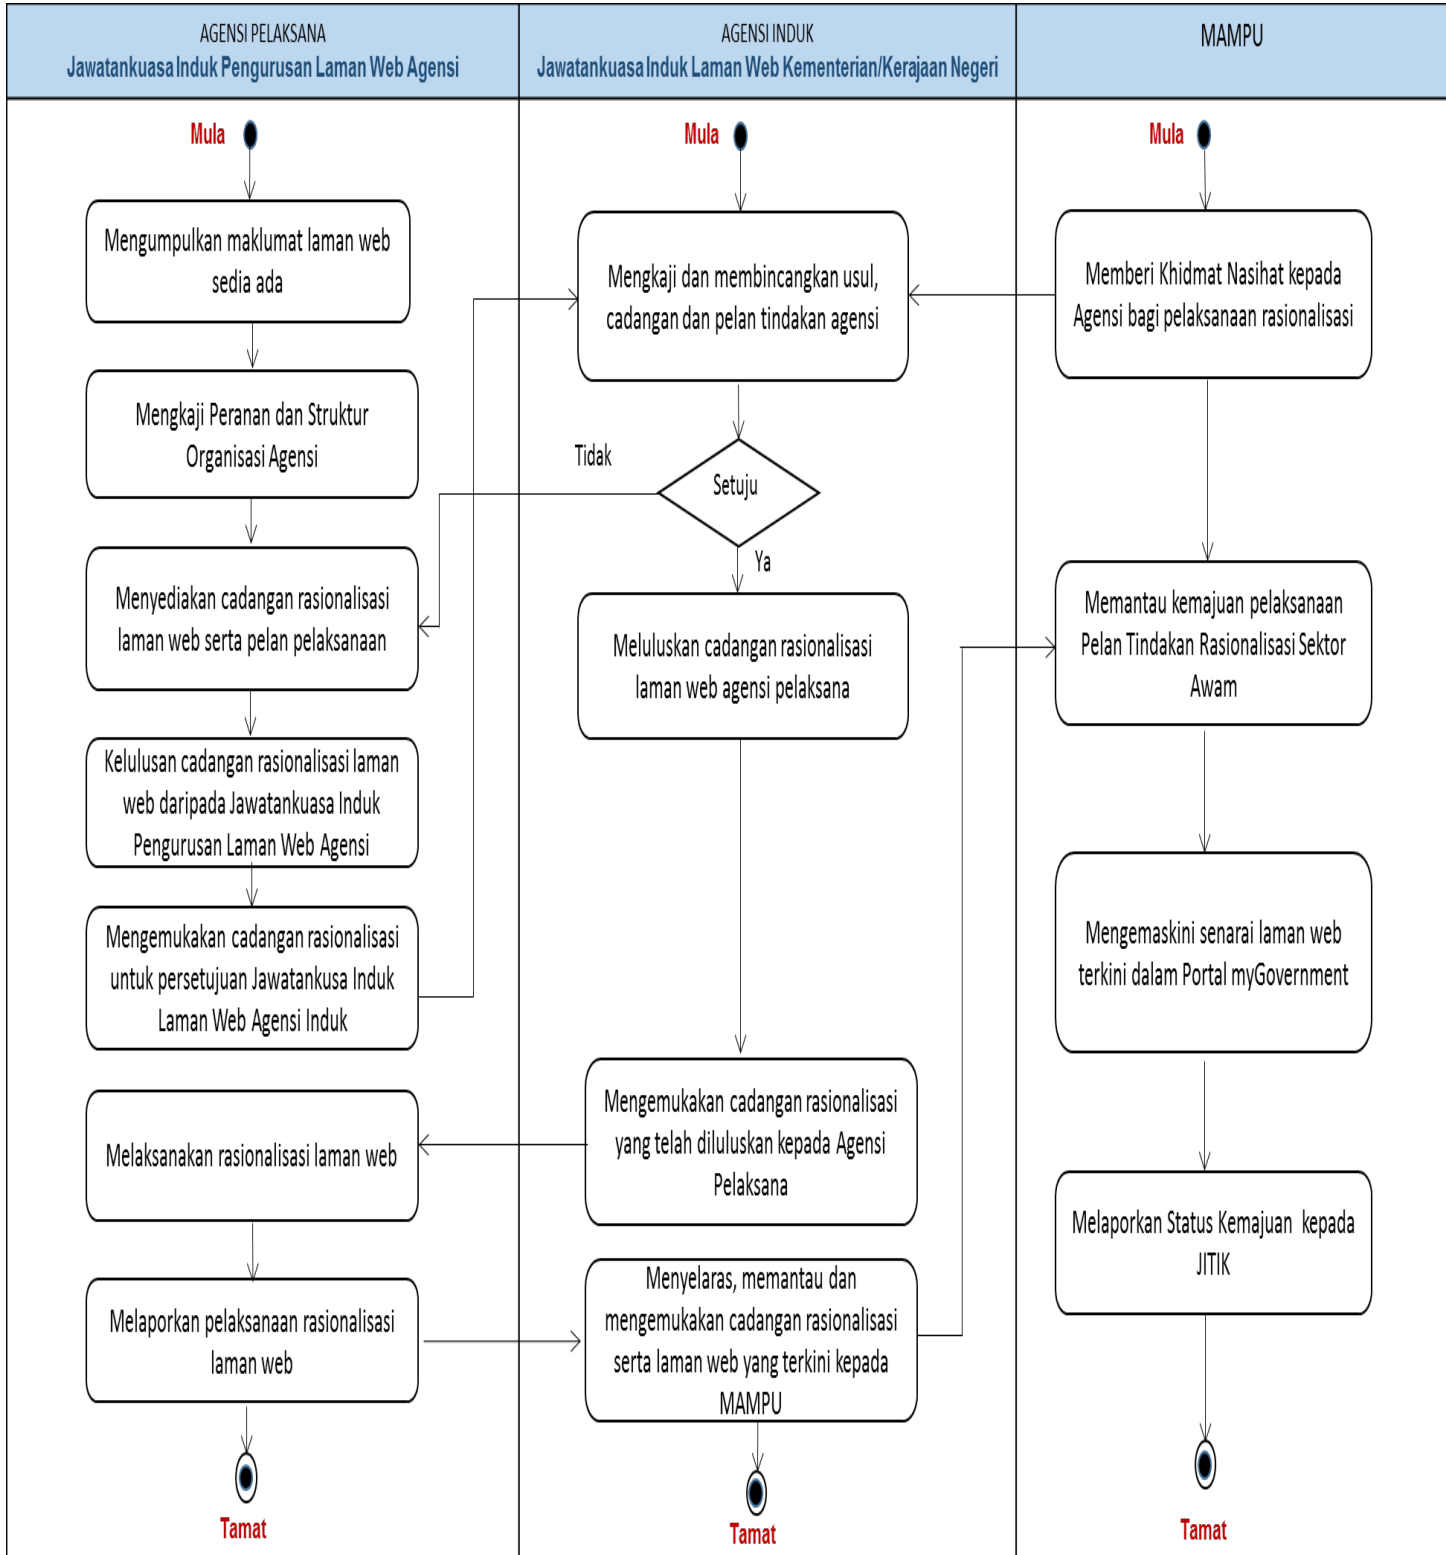 AGENSI PELAKSANA
Jawatankuasa Induk Pengurusan Laman Web Agensi
Mula
Mengumpulkan maklumat laman web
sedia ada
Mengkaji Peranan dan Struktur
Organisasi Agensi
Menyediakan cadangan rasionalisasi
laman web serta pelan pelaksanaan
Kelulusan cadangan rasionalisasi laman
web daripada Jawatankuasa Induk
Pengurusan Laman Web Agensi
Mengemukakan cadangan rasionalisasi
untuk persetujuan Jawatankusa Induk
Laman Web Agensi Induk
Melaksanakan rasionalisasi laman web
Melaporkan pelaksanaan rasionalisasi
laman web
Tamat
AGENSI INDUK
Jawatankuasa Induk Laman Web Kementerian/Kerajaan Negeri
Mula
Mengkaji dan membincangkan usul,
cadangan dan pelan tindakan agensi
Tidak
Setuju
Ya
Meluluskan cadangan rasionalisasi
laman web agensi pelaksana
Mengemukakan cadangan rasionalisasi
yang telah diluluskan kepada Agensi
Pelaksana
Menyelaras, memantau dan
mengemukakan cadangan rasionalisasi
serta laman web yang terkini kepada
MAMPU
Tamat
MAMPU
Mula
Memberi Khidmat Nasihat kepada
Agensi bagi pelaksanaan rasionalisasi
Memantau kemajuan pelaksanaan
Pelan Tindakan Rasionalisasi Sektor
Awam
Mengemaskini senarai laman web
terkini dalam Portal myGovernment
Melaporkan Status Kemajuan kepada
JITIK
Tamat